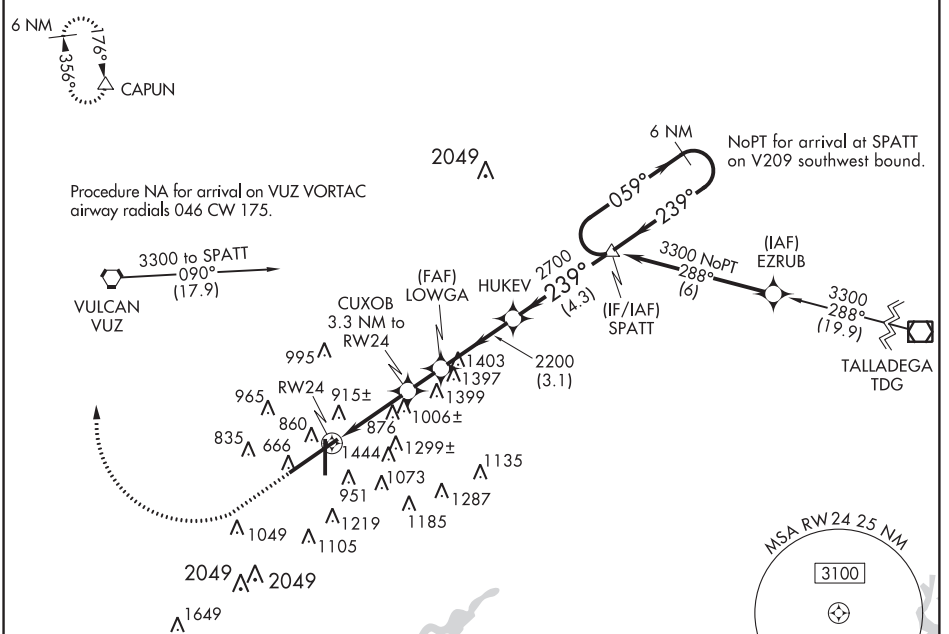 6 NM
176°
356°
CAPUN
2049
6 NM
NoPT for arrival at SPATT
on V209 southwest bound.
059°
239°
Procedure NA for arrival on VUZ VORTAC
airway radials 046 CW 175.
3300 to SPATT
090°
(17.9)
VULCAN
VUZ
(FAF)
LOWGA
HUKEV
2700
239°
(4.3)
(IF/IAF)
SPATT
3300 NoPT
288°
(6)
(IAF)
EZRUB
3300
288°
(19.9)
TALLADEGA
TDG
CUXOB
3.3 NM to
RW24
2200
(3.1)
995
1403
1397
1399
RW24
965
915±
876
1006±
835
860
666
1444
1299±
1135
951
1073
1287
1185
1049
1219
1105
2049
2049
1649
MSA RW24 25 NM
3100